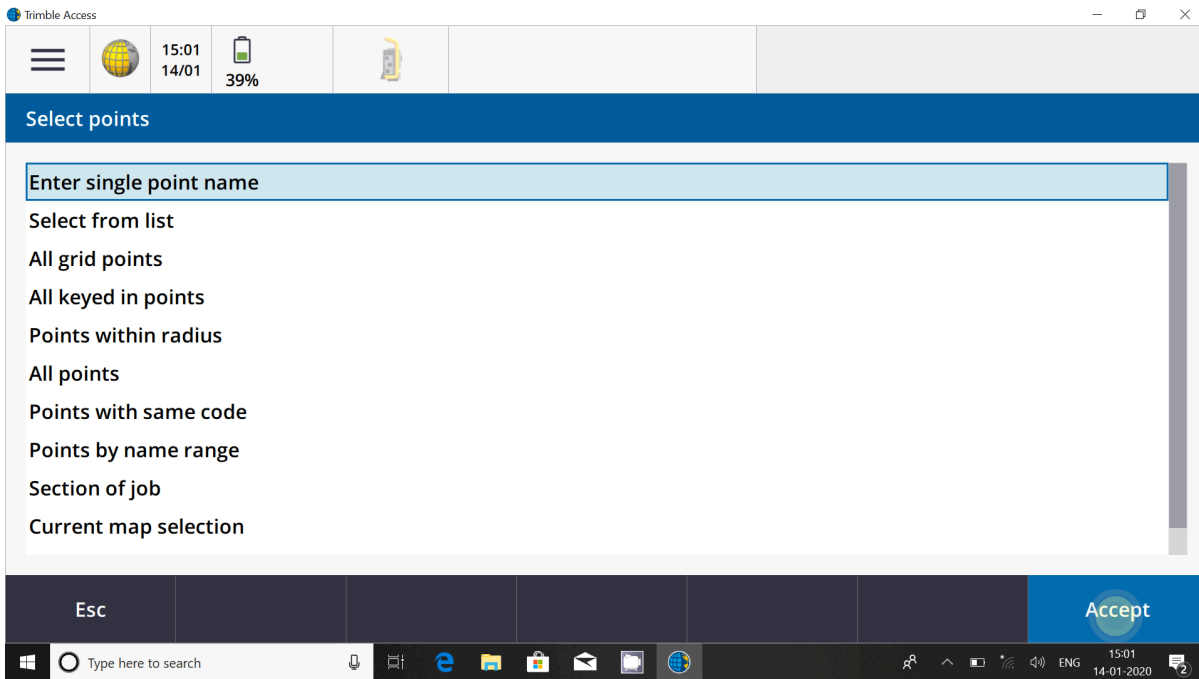 Trimble Access
15:01
14/01
39%
Select points
Enter single point name
Select from list
All grid points
All keyed in points
Points within radius
All points
Points with same code
Points by name range
Section of job
Current map selection
Esc
Accept
Type here to search
ENG
15:01
14-01-2020
2